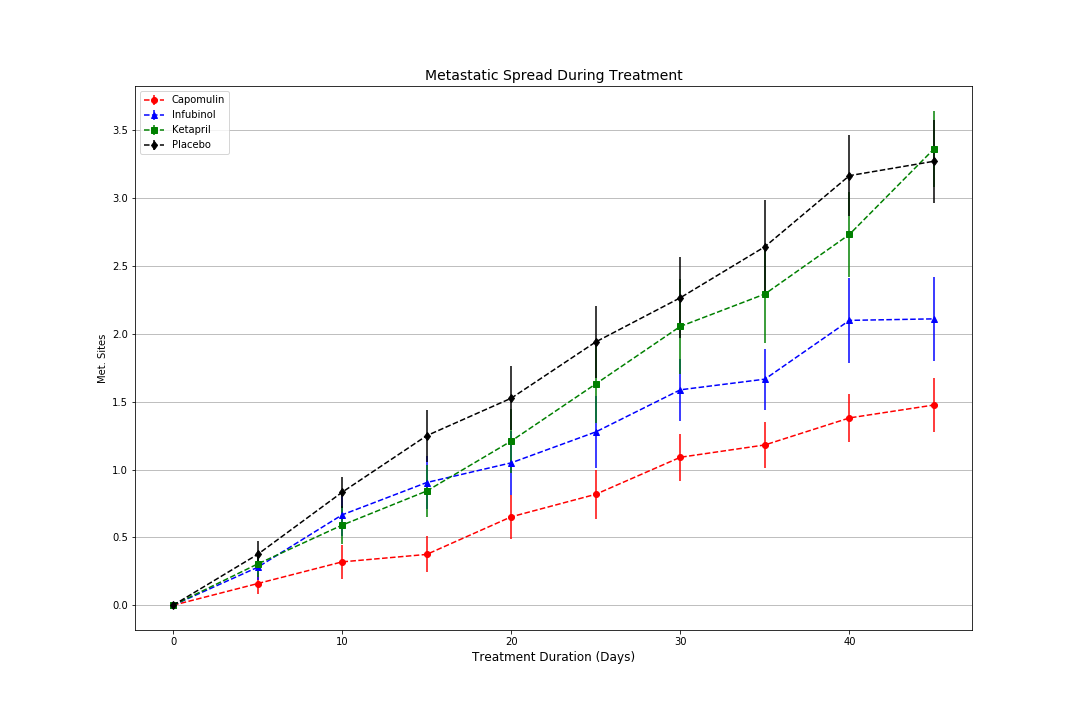 Metastatic Spread During Treatment
Capomulin
Infubinol
Ketapril
Placebo
3.5
3.0
2.5
2.0
1.5
1.0
0.5
0.0
Met. Sites
0 10 20 30 40
Treatment Duration (Days)